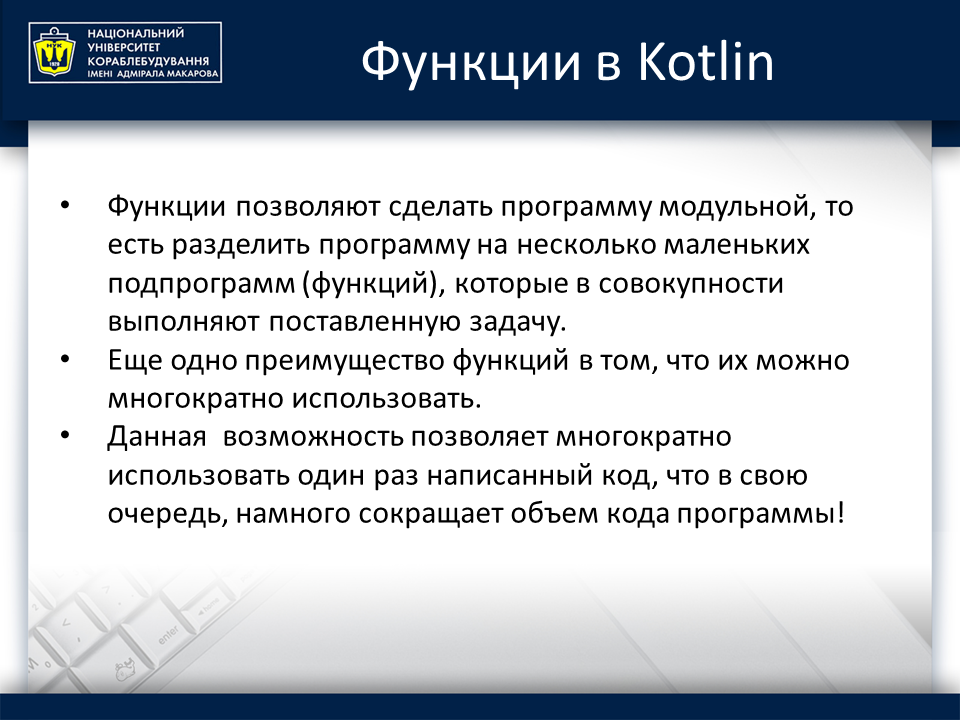 НАЦІОНАЛЬНИЙ
УНІВЕРСИТЕТ
КОРАБЛЕБУДУВАННЯ
ІМЕНІ АДМІРАЛА МАКАРОВА
НУК
1920
Функции в Kotlin
• Функции позволяют сделать программу модульной, то
есть разделить программу на несколько маленьких
подпрограмм (функций), которые в совокупности
выполняют поставленную задачу.
• Еще одно преимущество функций в том, что их можно
многократно использовать.
• Данная  возможность позволяет многократно
использовать один раз написанный код, что в свою
очередь, намного сокращает объем кода программы!
enter